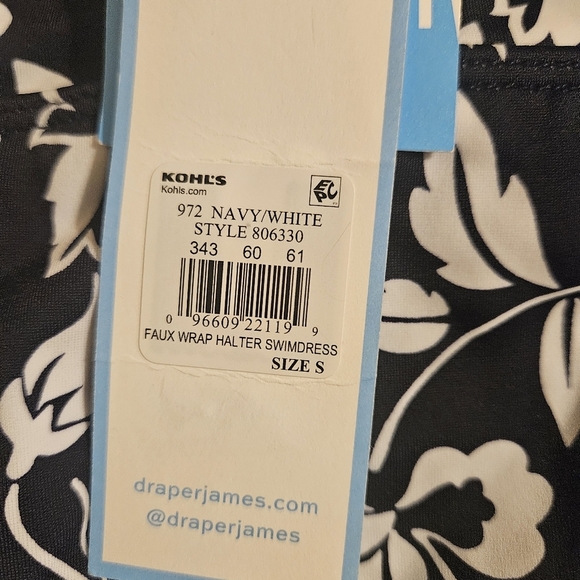 KOHL'S
Kohls.com
EPC
972 NAVY/WHITE
STYLE 806330
343 60 61
0 96609 22119 9
FAUX WRAP HALTER SWIMDRESS
SIZE S
draperjames.com
@draperjames